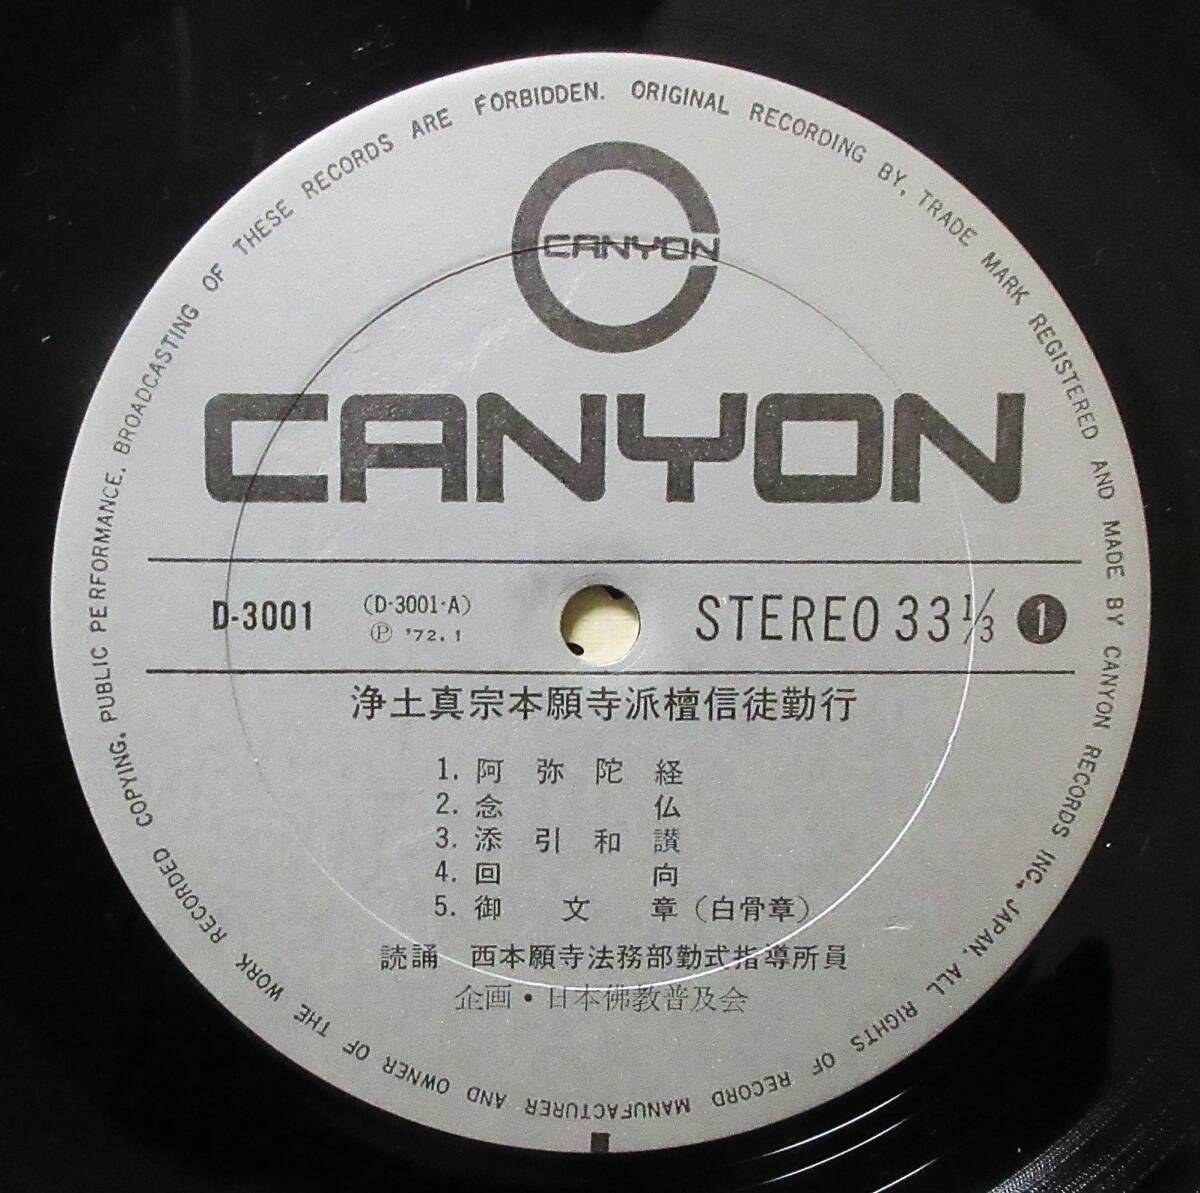 CANYON
CANYON
D-3001 (D-3001-A) STEREO 33 1/3 1
Ⓟ '72.1
浄土真宗本願寺派檀信徒勤行
1. 阿弥陀経
2. 念仏
3. 添引和讃
4. 回向
5. 御文章(白骨章)
読誦 西本願寺法務部勤式指導所員
企画・日本佛教普及会
ORIGINAL RECORDING BY, TRADE MARK REGISTERED AND MADE BY CANYON RECORDS INC., JAPAN. ALL RIGHTS OF RECORD MANUFACTURER AND OWNER OF THE WORK RECORDED COPYING, PUBLIC PERFORMANCE, BROADCASTING OF THESE RECORDS ARE FORBIDDEN.